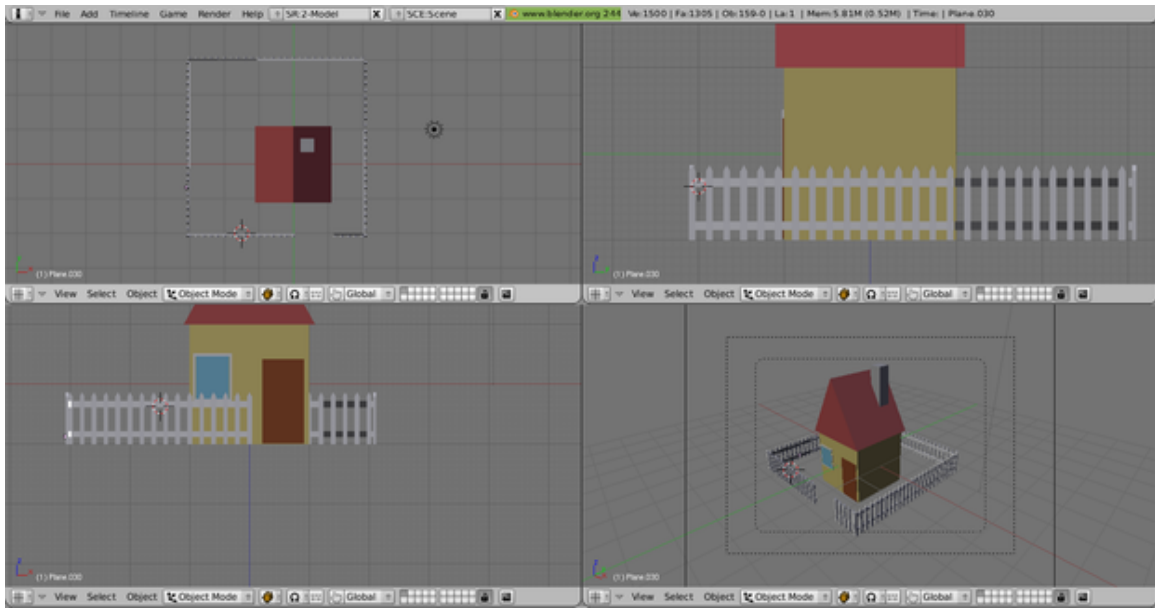 File Add Timeline Game Render Help SR:2-Model X SCE:Scene X www.blender.org 244 Ve:1500 | Fa:1305 | Ob:159-0 | La:1 | Mem:5.81M (0.52M) | Time: | Plane.030
(1) Plane.030
(1) Plane.030
View Select Object Object Mode Global
View Select Object Object Mode Global
(1) Plane.030
(1) Plane.030
View Select Object Object Mode Global
View Select Object Object Mode Global